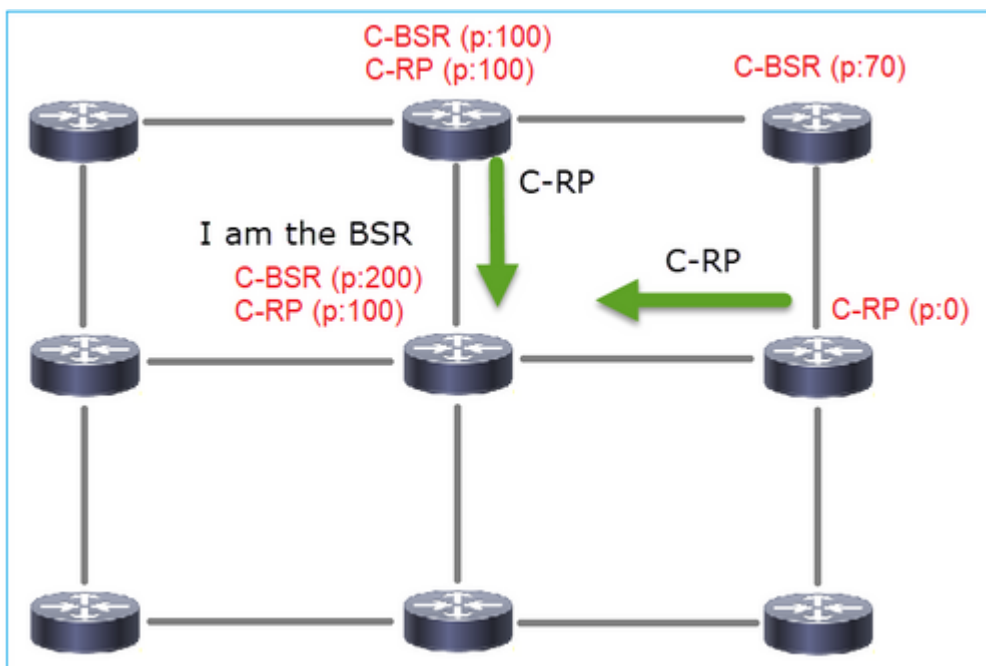 C-BSR (p:100)
C-RP (p:100)
C-BSR (p:70)
C-RP
I am the BSR
C-RP
C-BSR (p:200)
C-RP (p:100)
C-RP (p:0)